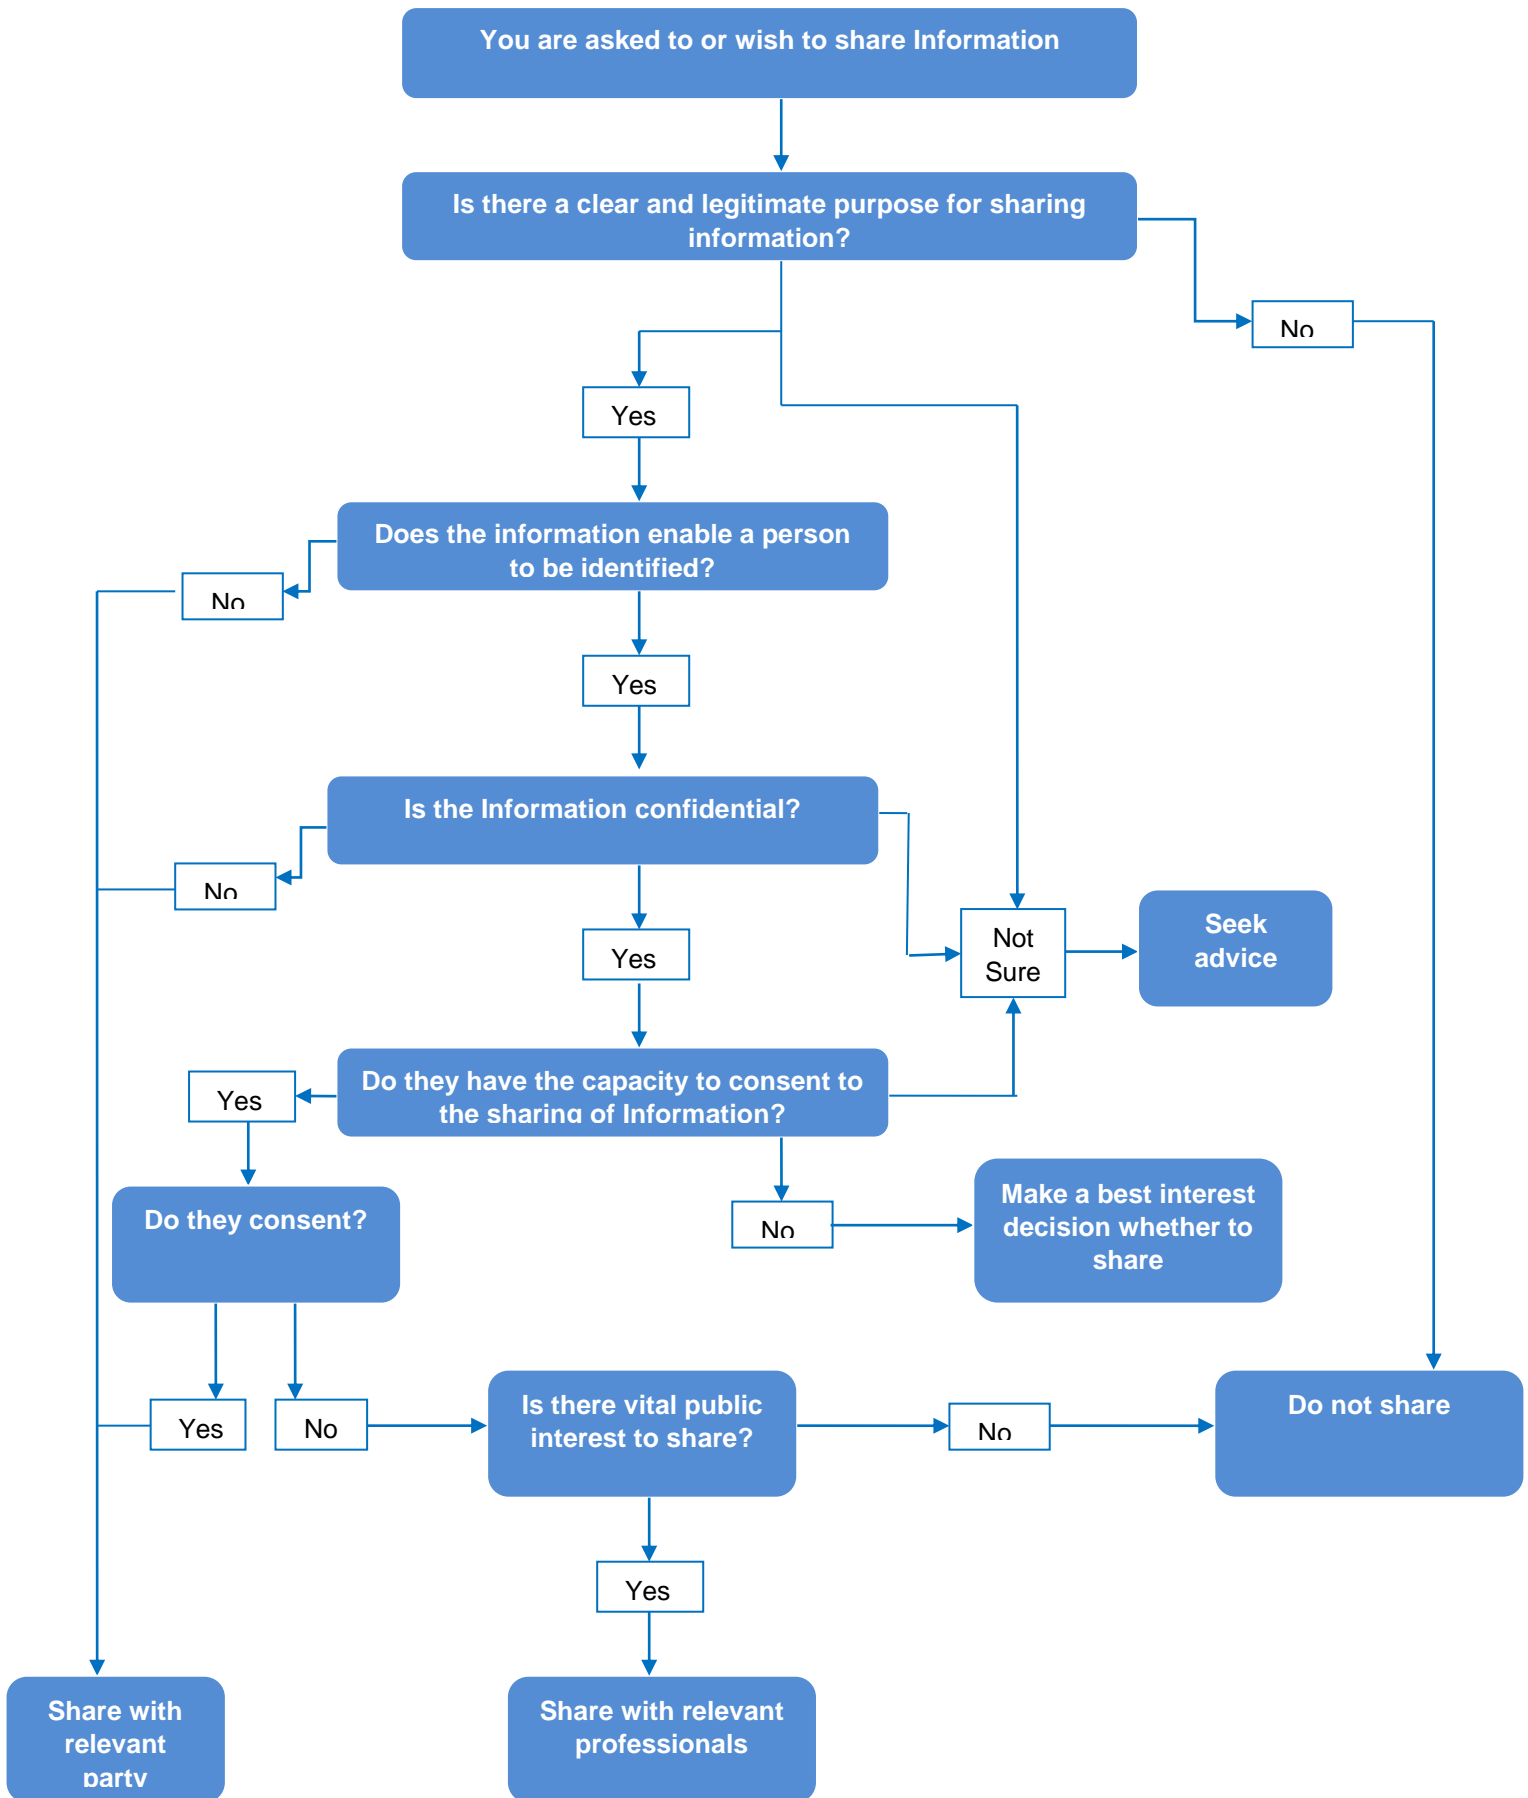 You are asked to or wish to share Information
Is there a clear and legitimate purpose for sharing
information?
No
Yes
Does the information enable a person
to be identified?
No
Yes
Is the Information confidential?
No
Yes
Not
Sure
Seek
advice
Do they have the capacity to consent to
the sharing of Information?
Yes
Do they consent?
No
Make a best interest
decision whether to
share
Yes
No
Is there vital public
interest to share?
No
Do not share
Yes
Share with
relevant
party
Share with relevant
professionals